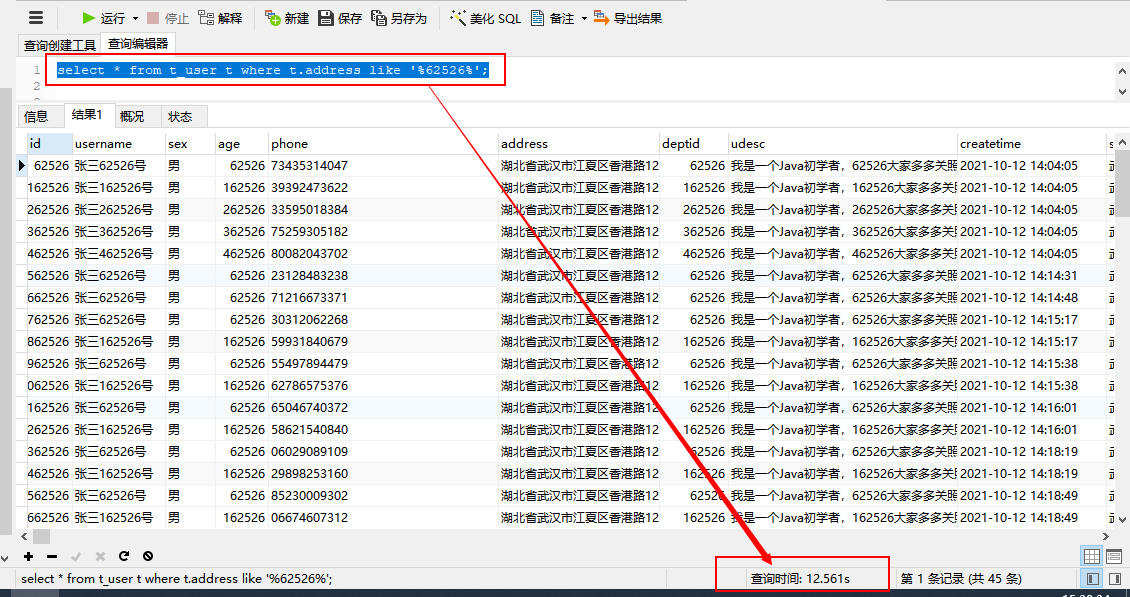 运行 停止 解释 新建 保存 另存为 美化 SQL 备注 导出结果
查询创建工具 查询编辑器
1 select * from t_user t where t.address like '%62526%';
2
信息 结果1 概况 状态
id username sex age phone address deptid udesc createtime s
62526 张三62526号 男 62526 73435314047 湖北省武汉市江夏区香港路12 62526 我是一个Java初学者，62526大家多多关照 2021-10-12 14:04:05
162526 张三162526号 男 162526 39392473622 湖北省武汉市江夏区香港路12 162526 我是一个Java初学者，162526大家多多关 2021-10-12 14:04:05
262526 张三262526号 男 262526 33595018384 湖北省武汉市江夏区香港路12 262526 我是一个Java初学者，262526大家多多关 2021-10-12 14:04:05
362526 张三362526号 男 362526 75259305182 湖北省武汉市江夏区香港路12 362526 我是一个Java初学者，362526大家多多关 2021-10-12 14:04:05
462526 张三462526号 男 462526 80082043702 湖北省武汉市江夏区香港路12 462526 我是一个Java初学者，462526大家多多关 2021-10-12 14:04:05
562526 张三62526号 男 62526 23128483238 湖北省武汉市江夏区香港路12 62526 我是一个Java初学者，62526大家多多关照 2021-10-12 14:14:31
662526 张三62526号 男 62526 71216673371 湖北省武汉市江夏区香港路12 62526 我是一个Java初学者，62526大家多多关照 2021-10-12 14:14:48
762526 张三62526号 男 62526 30312062268 湖北省武汉市江夏区香港路12 62526 我是一个Java初学者，62526大家多多关照 2021-10-12 14:15:17
862526 张三162526号 男 162526 59931840679 湖北省武汉市江夏区香港路12 162526 我是一个Java初学者，162526大家多多关 2021-10-12 14:15:17
962526 张三62526号 男 62526 55497894479 湖北省武汉市江夏区香港路12 62526 我是一个Java初学者，62526大家多多关照 2021-10-12 14:15:38
062526 张三162526号 男 162526 62786575376 湖北省武汉市江夏区香港路12 162526 我是一个Java初学者，162526大家多多关 2021-10-12 14:15:38
162526 张三62526号 男 62526 65046740372 湖北省武汉市江夏区香港路12 62526 我是一个Java初学者，62526大家多多关照 2021-10-12 14:16:01
262526 张三162526号 男 162526 58621540840 湖北省武汉市江夏区香港路12 162526 我是一个Java初学者，162526大家多多关 2021-10-12 14:16:01
362526 张三62526号 男 62526 06029089109 湖北省武汉市江夏区香港路12 62526 我是一个Java初学者，62526大家多多关照 2021-10-12 14:18:19
462526 张三162526号 男 162526 29898253160 湖北省武汉市江夏区香港路12 162526 我是一个Java初学者，162526大家多多关 2021-10-12 14:18:19
562526 张三62526号 男 62526 85230009302 湖北省武汉市江夏区香港路12 62526 我是一个Java初学者，62526大家多多关照 2021-10-12 14:18:49
662526 张三162526号 男 162526 06674607312 湖北省武汉市江夏区香港路12 162526 我是一个Java初学者，162526大家多多关 2021-10-12 14:18:49
select * from t_user t where t.address like '%62526%'; 查询时间: 12.561s 第 1 条记录 (共 45 条)